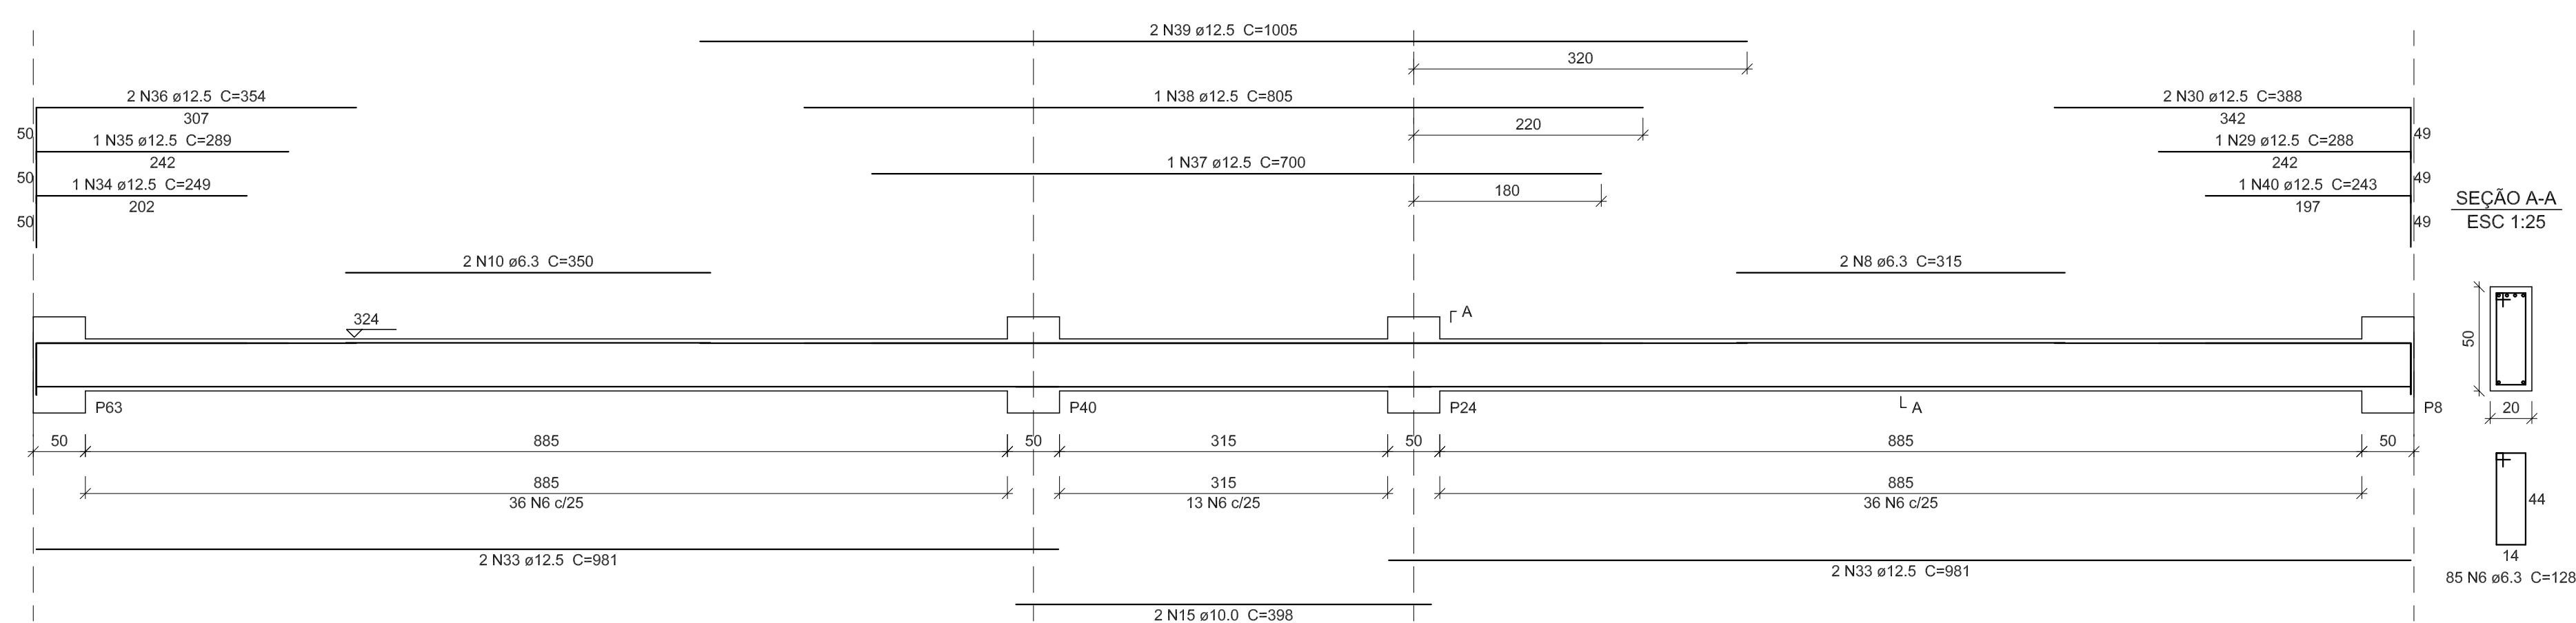 2 N39 ø12.5 C=1005
320
2 N36 ø12.5 C=354
1 N38 ø12.5 C=805
2 N30 ø12.5 C=388
307
220
342
50
49
1 N35 ø12.5 C=289
1 N29 ø12.5 C=288
242
1 N37 ø12.5 C=700
242
50
49
1 N34 ø12.5 C=249
180
1 N40 ø12.5 C=243
202
197
50
49
SEÇÃO A-A
ESC 1:25
2 N10 ø6.3 C=350
2 N8 ø6.3 C=315
324
A
50
20
P63
P40
P24
A
P8
50
885
50
315
50
885
50
885
36 N6 c/25
315
13 N6 c/25
885
36 N6 c/25
44
14
85 N6 ø6.3 C=128
2 N33 ø12.5 C=981
2 N33 ø12.5 C=981
2 N15 ø10.0 C=398